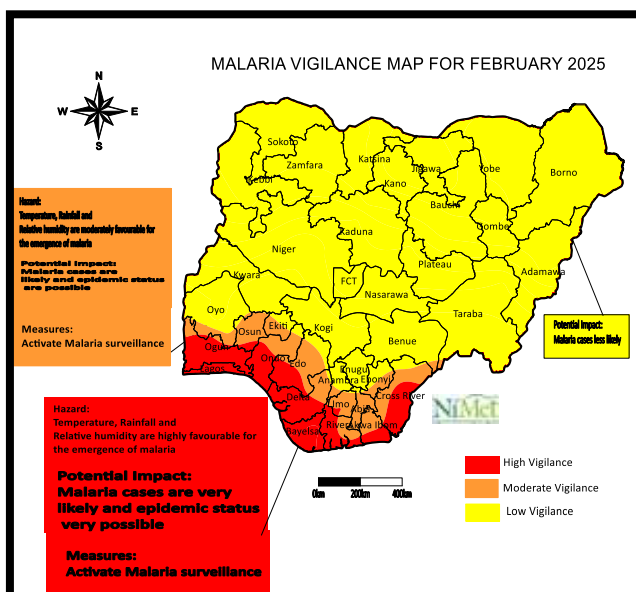 MALARIA VIGILANCE MAP FOR FEBRUARY 2025
N
W
E
S
Sokoto
Zamfara
Kebbi
Katsina
Kano
Jigawa
Yobe
Borno
Bauchi
Gombe
Kaduna
Niger
Plateau
Adamawa
FCT
Nasarawa
Kwara
Taraba
Oyo
Osun
Ekiti
Kogi
Benue
Ogun
Lagos
Ondo
Edo
Enugu
Anambra
Ebonyi
Delta
Imo
Abia
Cross River
Bayelsa
Rivers
Akwa Ibom
Hazard:
Temperature, Rainfall and
Relative humidity are moderately favourable for
the emergence of malaria
Potential Impact:
Malaria cases are
likely and epidemic status
are possible
Measures:
Activate Malaria surveillance
Potential Impact:
Malaria cases less likely
Hazard:
Temperature, Rainfall and
Relative humidity are highly favourable for
the emergence of malaria
Potential Impact:
Malaria cases are very
likely and epidemic status
very possible
Measures:
Activate Malaria surveillance
NiMet
High Vigilance
Moderate Vigilance
Low Vigilance
0km 200km 400km